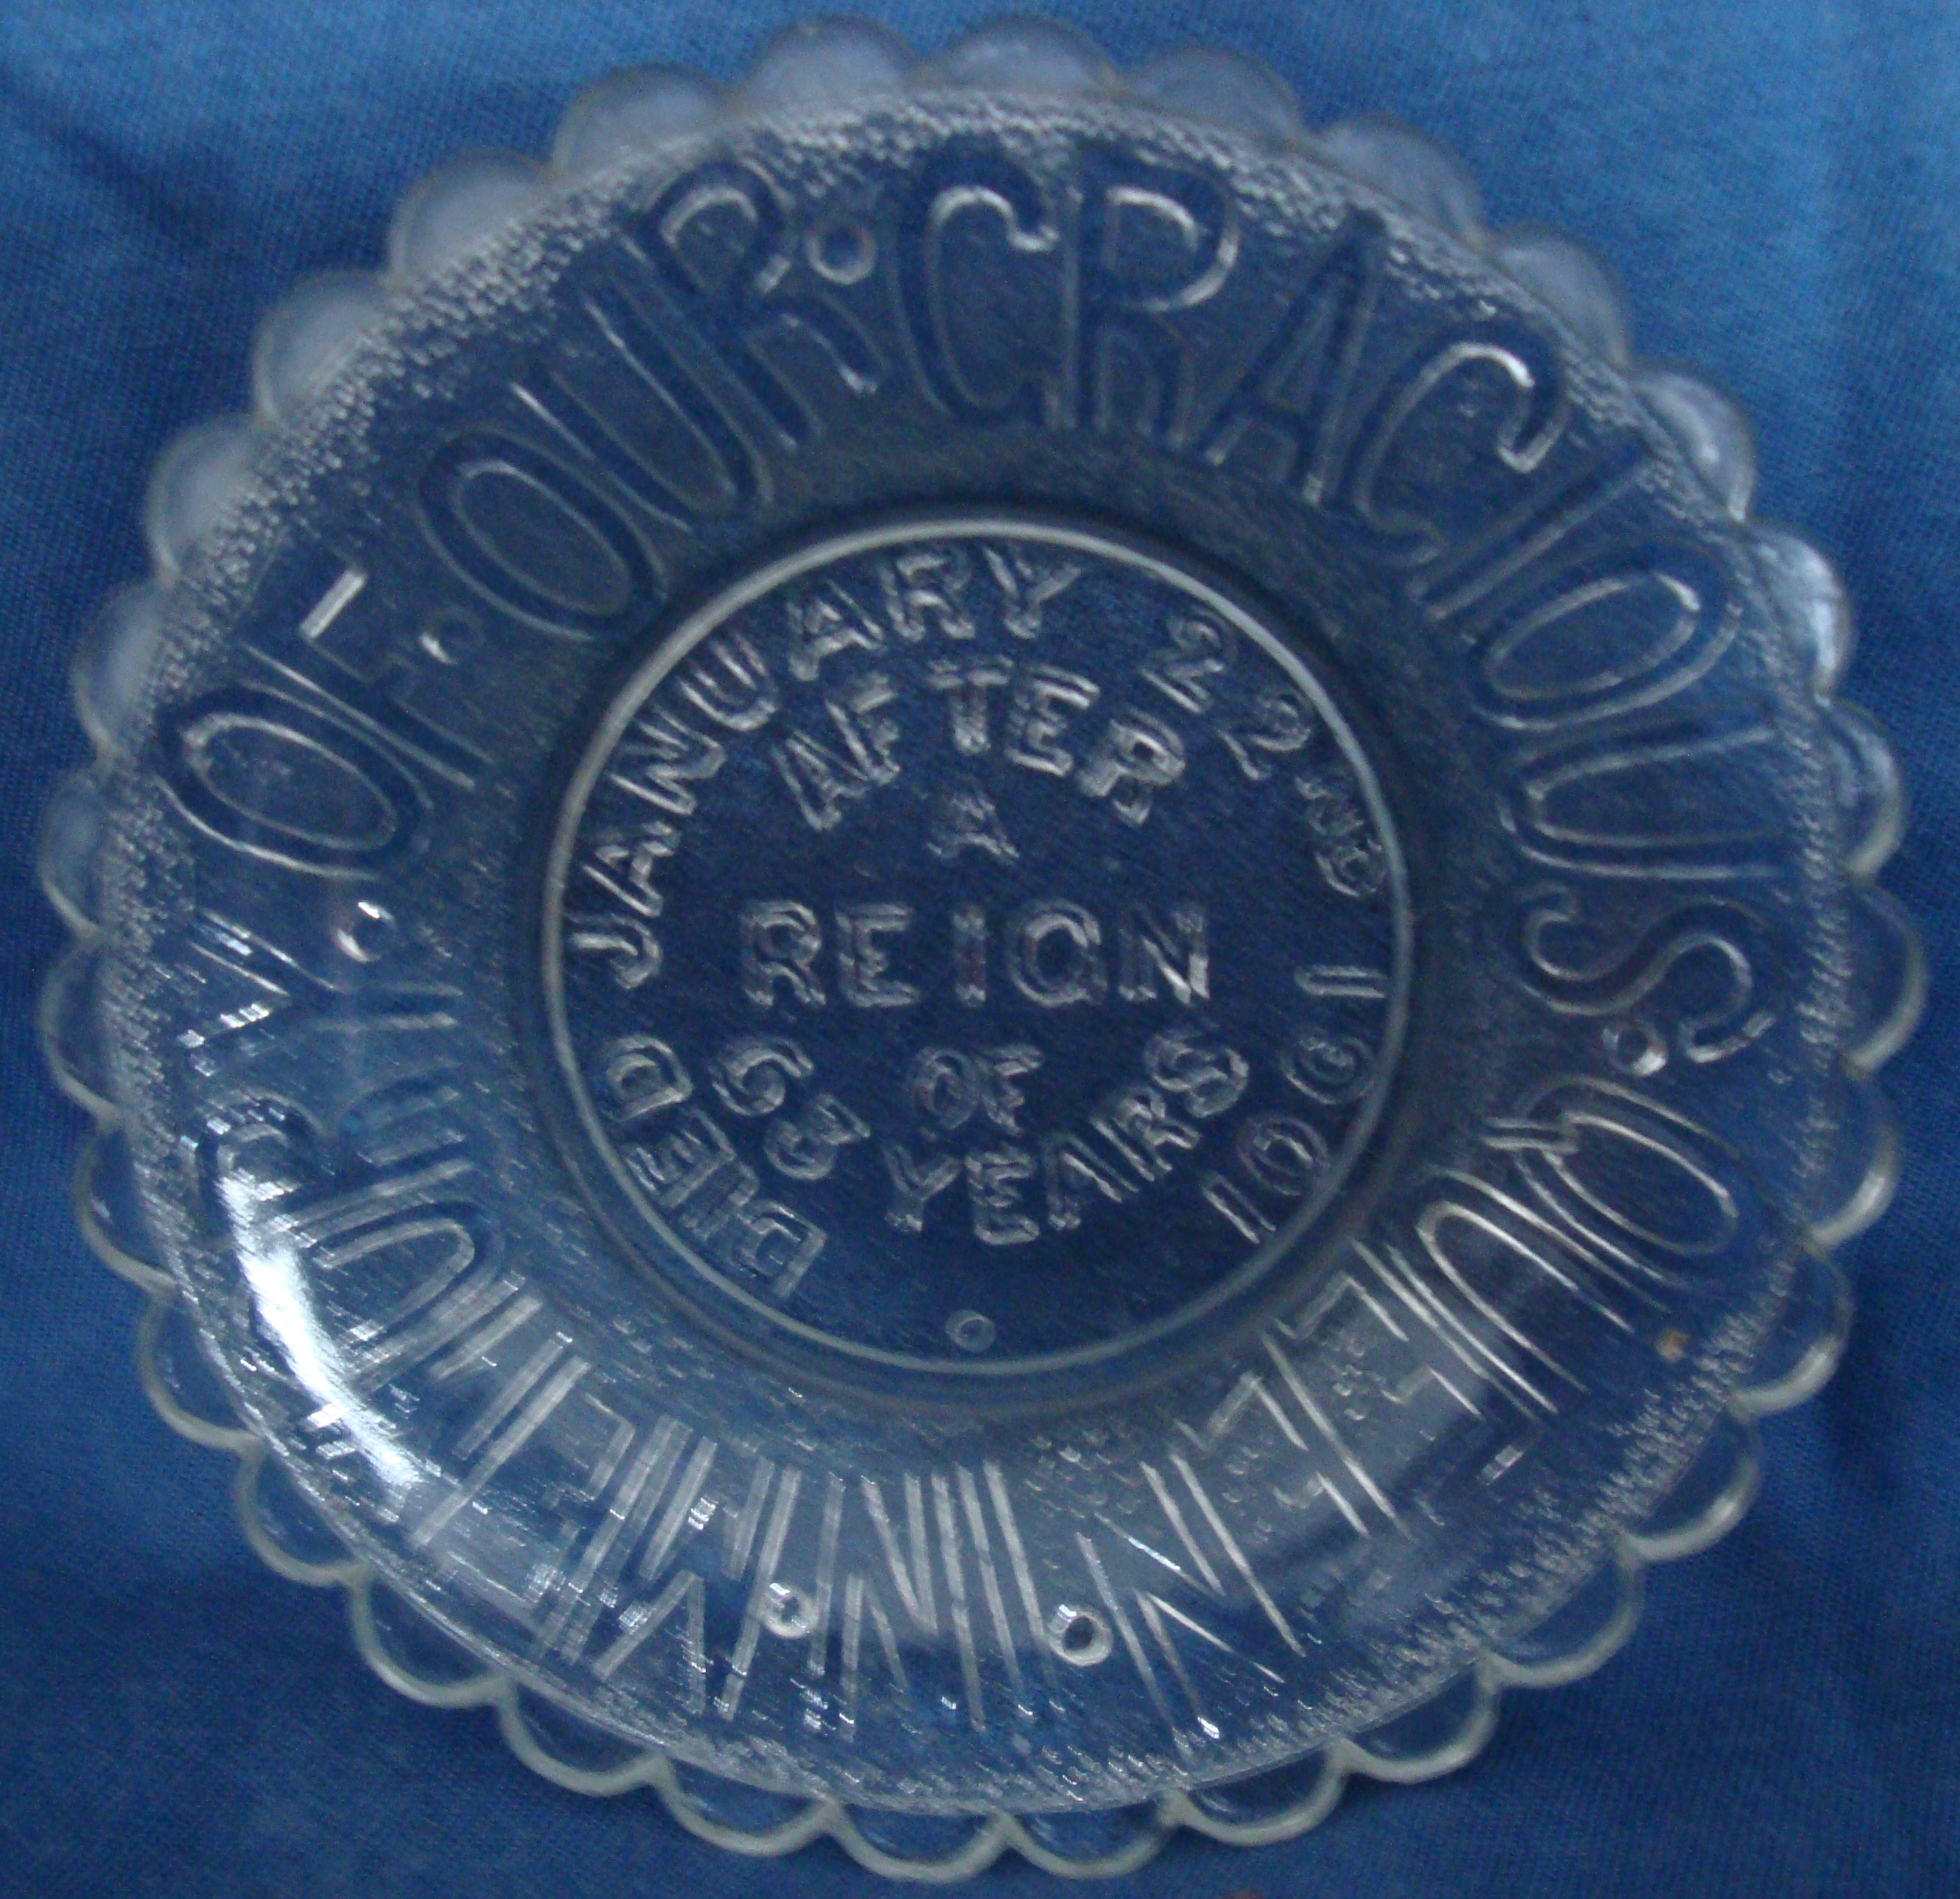 IN·MEMORY·OF·OUR·GRACIOUS·QUEEN·
DIED JANUARY 22ND 1901
AFTER
A
REIGN
OF
63 YEARS